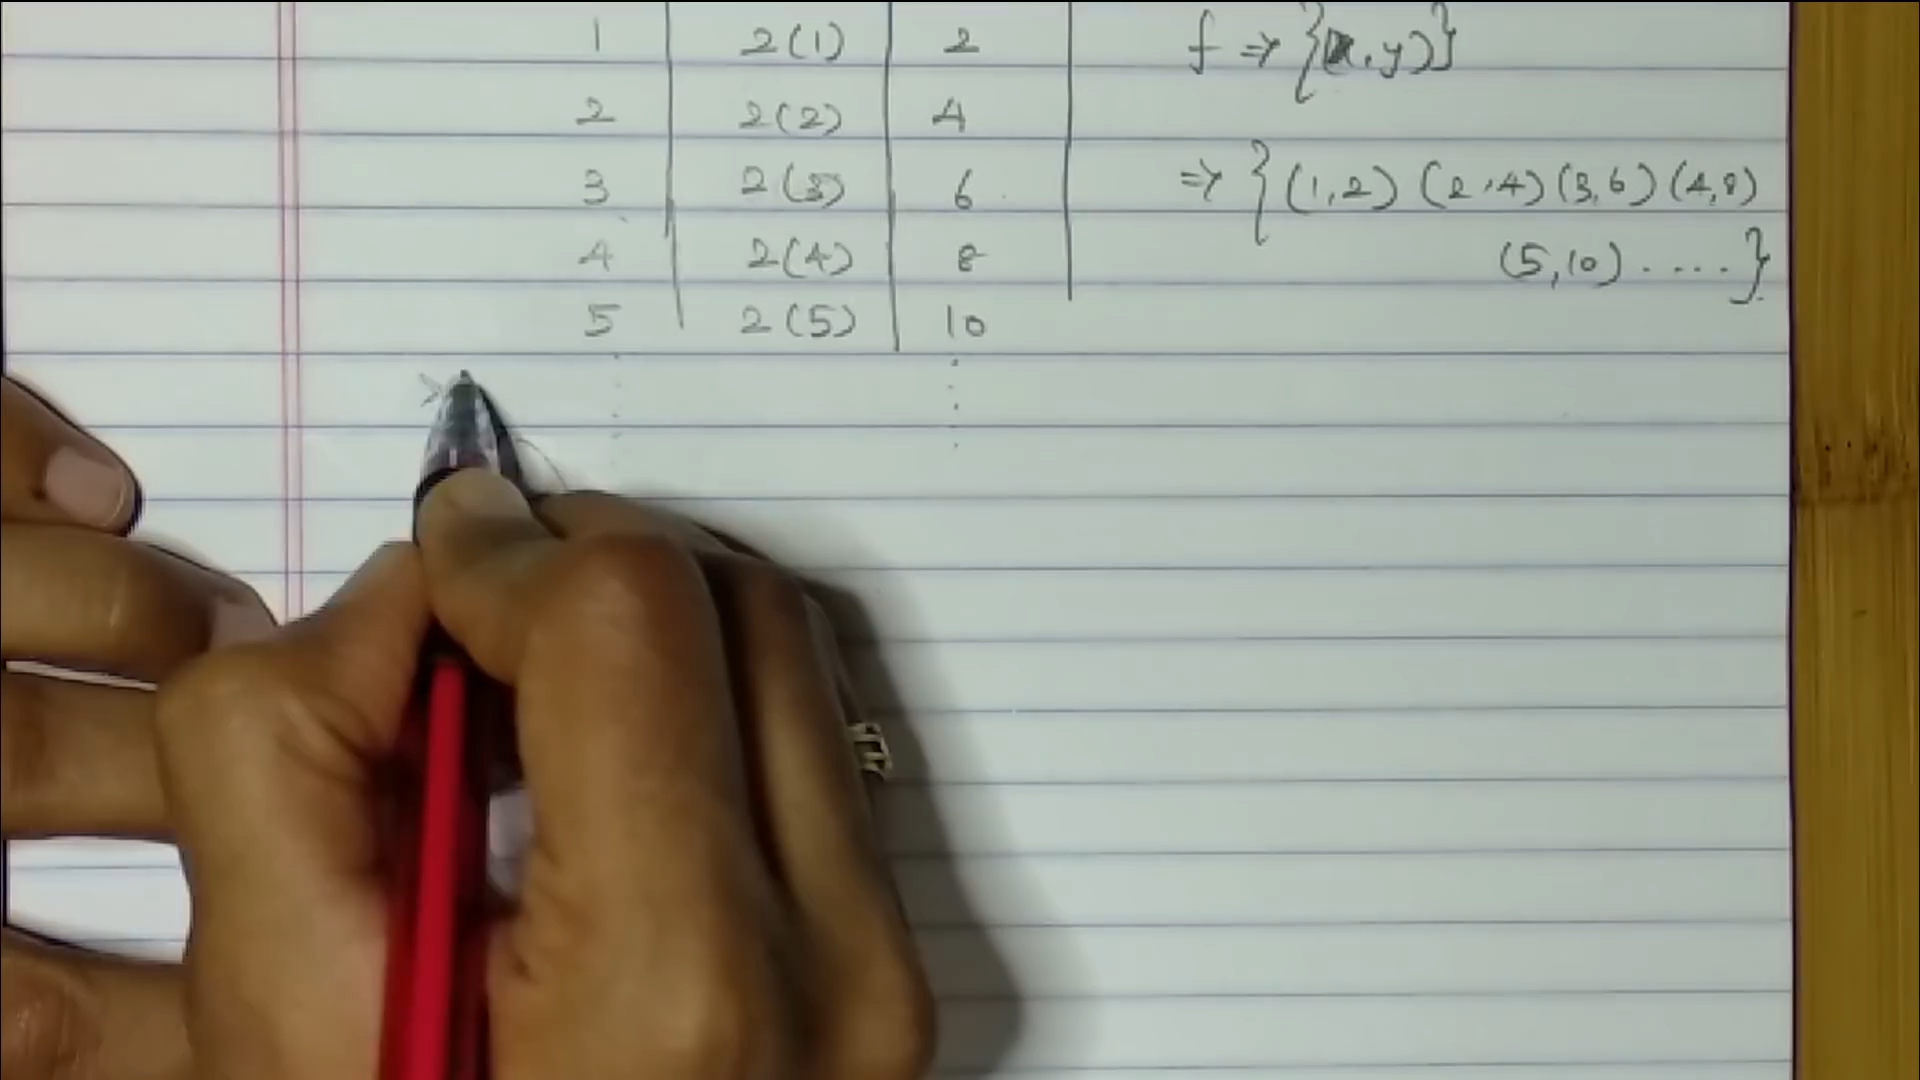 1 2(1) 2 f => {(x,y)}
2 2(2) 4
3 2(3) 6 => {(1,2) (2,4) (3,6) (4,8)
4 2(4) 8 (5,10) ....}
5 2(5) 10